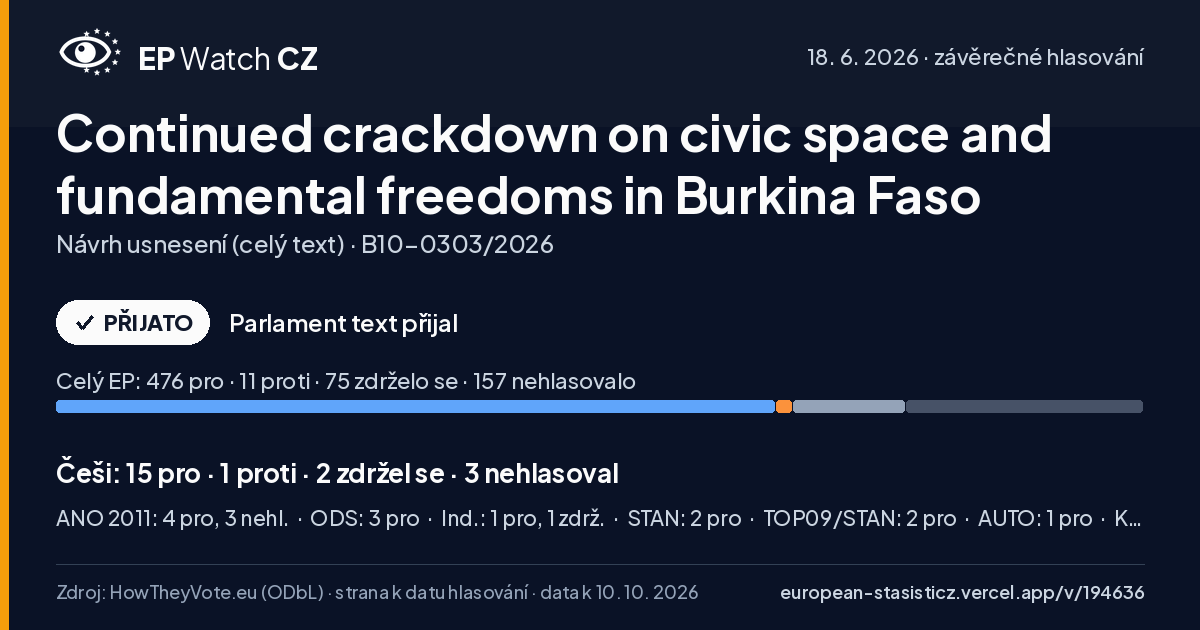 EP Watch CZ
18. 6. 2026 · závěrečné hlasování
Continued crackdown on civic space and
fundamental freedoms in Burkina Faso
Návrh usnesení (celý text) · B10-0303/2026
✓ PŘIJATO Parlament text přijal
Celý EP: 476 pro · 11 proti · 75 zdrželo se · 157 nehlasovalo
Češi: 15 pro · 1 proti · 2 zdržel se · 3 nehlasoval
ANO 2011: 4 pro, 3 nehl. · ODS: 3 pro · Ind.: 1 pro, 1 zdrž. · STAN: 2 pro · TOP09/STAN: 2 pro · AUTO: 1 pro · K…
Zdroj: HowTheyVote.eu (ODbL) · strana k datu hlasování · data k 10. 10. 2026
european-stasisticz.vercel.app/v/194636